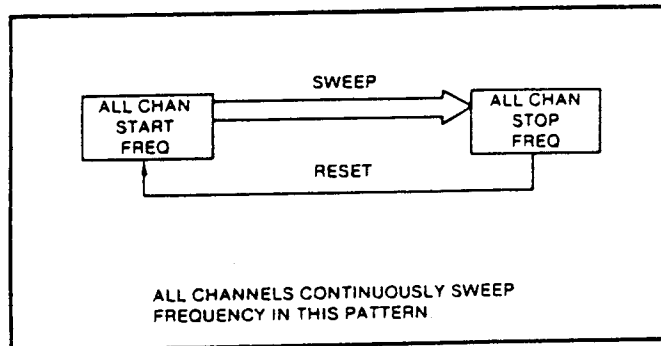 SWEEP
ALL CHAN
START
FREQ
ALL CHAN
STOP
FREQ
RESET
ALL CHANNELS CONTINUOUSLY SWEEP
FREQUENCY IN THIS PATTERN.